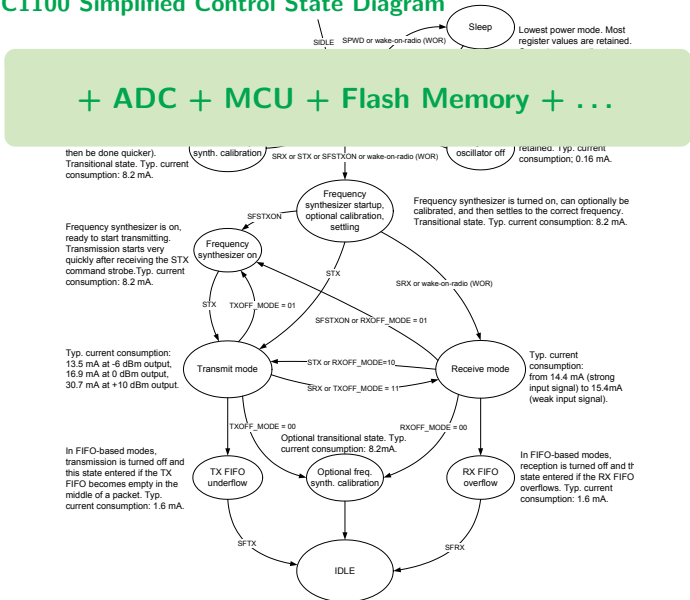 C1100 Simplified Control State Diagram
Sleep
SIDLE
SPWD or wake-on-radio (WOR)
Lowest power mode. Most
register values are retained.
+ ADC + MCU + Flash Memory + . . .
then be done quicker).
Transitional state. Typ. current
consumption: 8.2 mA.
synth. calibration
SRX or STX or SFSTXON or wake-on-radio (WOR)
oscillator off
retained. Typ. current
consumption; 0.16 mA.
Frequency
synthesizer startup,
optional calibration,
settling
Frequency synthesizer is turned on, can optionally be
calibrated, and then settles to the correct frequency.
Transitional state. Typ. current consumption: 8.2 mA.
SFSTXON
Frequency synthesizer is on,
ready to start transmitting.
Transmission starts very
quickly after receiving the STX
command strobe.Typ. current
consumption: 8.2 mA.
Frequency
synthesizer on
STX
SRX or wake-on-radio (WOR)
STX
TXOFF_MODE = 01
SFSTXON or RXOFF_MODE = 01
Typ. current consumption:
13.5 mA at -6 dBm output,
16.9 mA at 0 dBm output,
30.7 mA at +10 dBm output.
Transmit mode
STX or RXOFF_MODE=10
SRX or TXOFF_MODE = 11
Receive mode
Typ. current
consumption:
from 14.4 mA (strong
input signal) to 15.4mA
(weak input signal).
TXOFF_MODE = 00
RXOFF_MODE = 00
Optional transitional state. Typ.
current consumption: 8.2mA.
In FIFO-based modes,
transmission is turned off and
this state entered if the TX
FIFO becomes empty in the
middle of a packet. Typ.
current consumption: 1.6 mA.
TX FIFO
underflow
Optional freq.
synth. calibration
RX FIFO
overflow
In FIFO-based modes,
reception is turned off and th
state entered if the RX FIFO
overflows. Typ. current
consumption: 1.6 mA.
SFTX
SFRX
IDLE